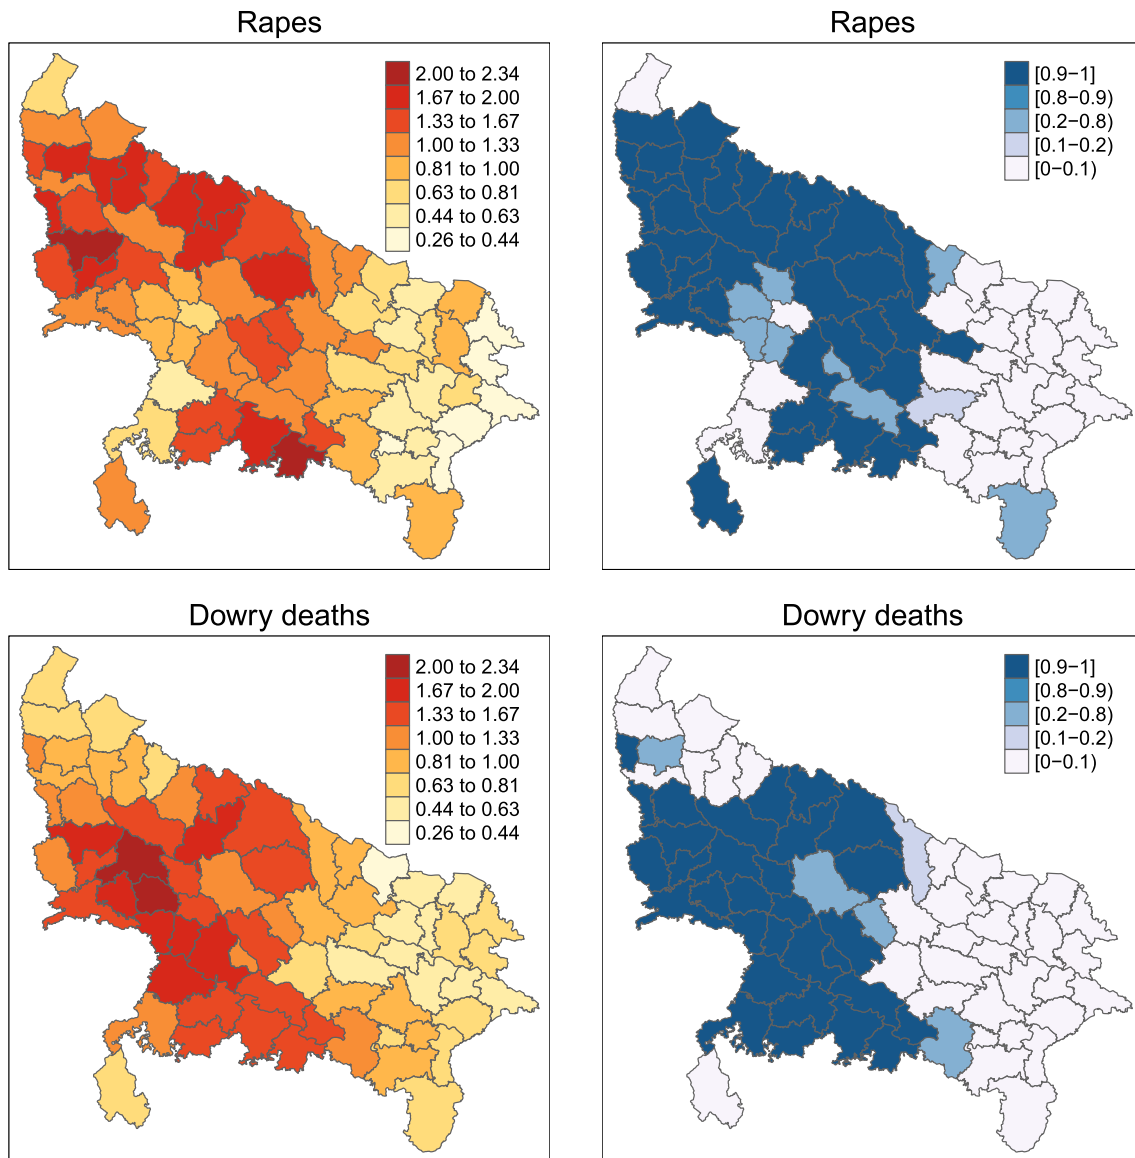 Rapes
2.00 to 2.34
1.67 to 2.00
1.33 to 1.67
1.00 to 1.33
0.81 to 1.00
0.63 to 0.81
0.44 to 0.63
0.26 to 0.44
Rapes
[0.9−1]
[0.8−0.9)
[0.2−0.8)
[0.1−0.2)
[0−0.1)
Dowry deaths
2.00 to 2.34
1.67 to 2.00
1.33 to 1.67
1.00 to 1.33
0.81 to 1.00
0.63 to 0.81
0.44 to 0.63
0.26 to 0.44
Dowry deaths
[0.9−1]
[0.8−0.9)
[0.2−0.8)
[0.1−0.2)
[0−0.1)